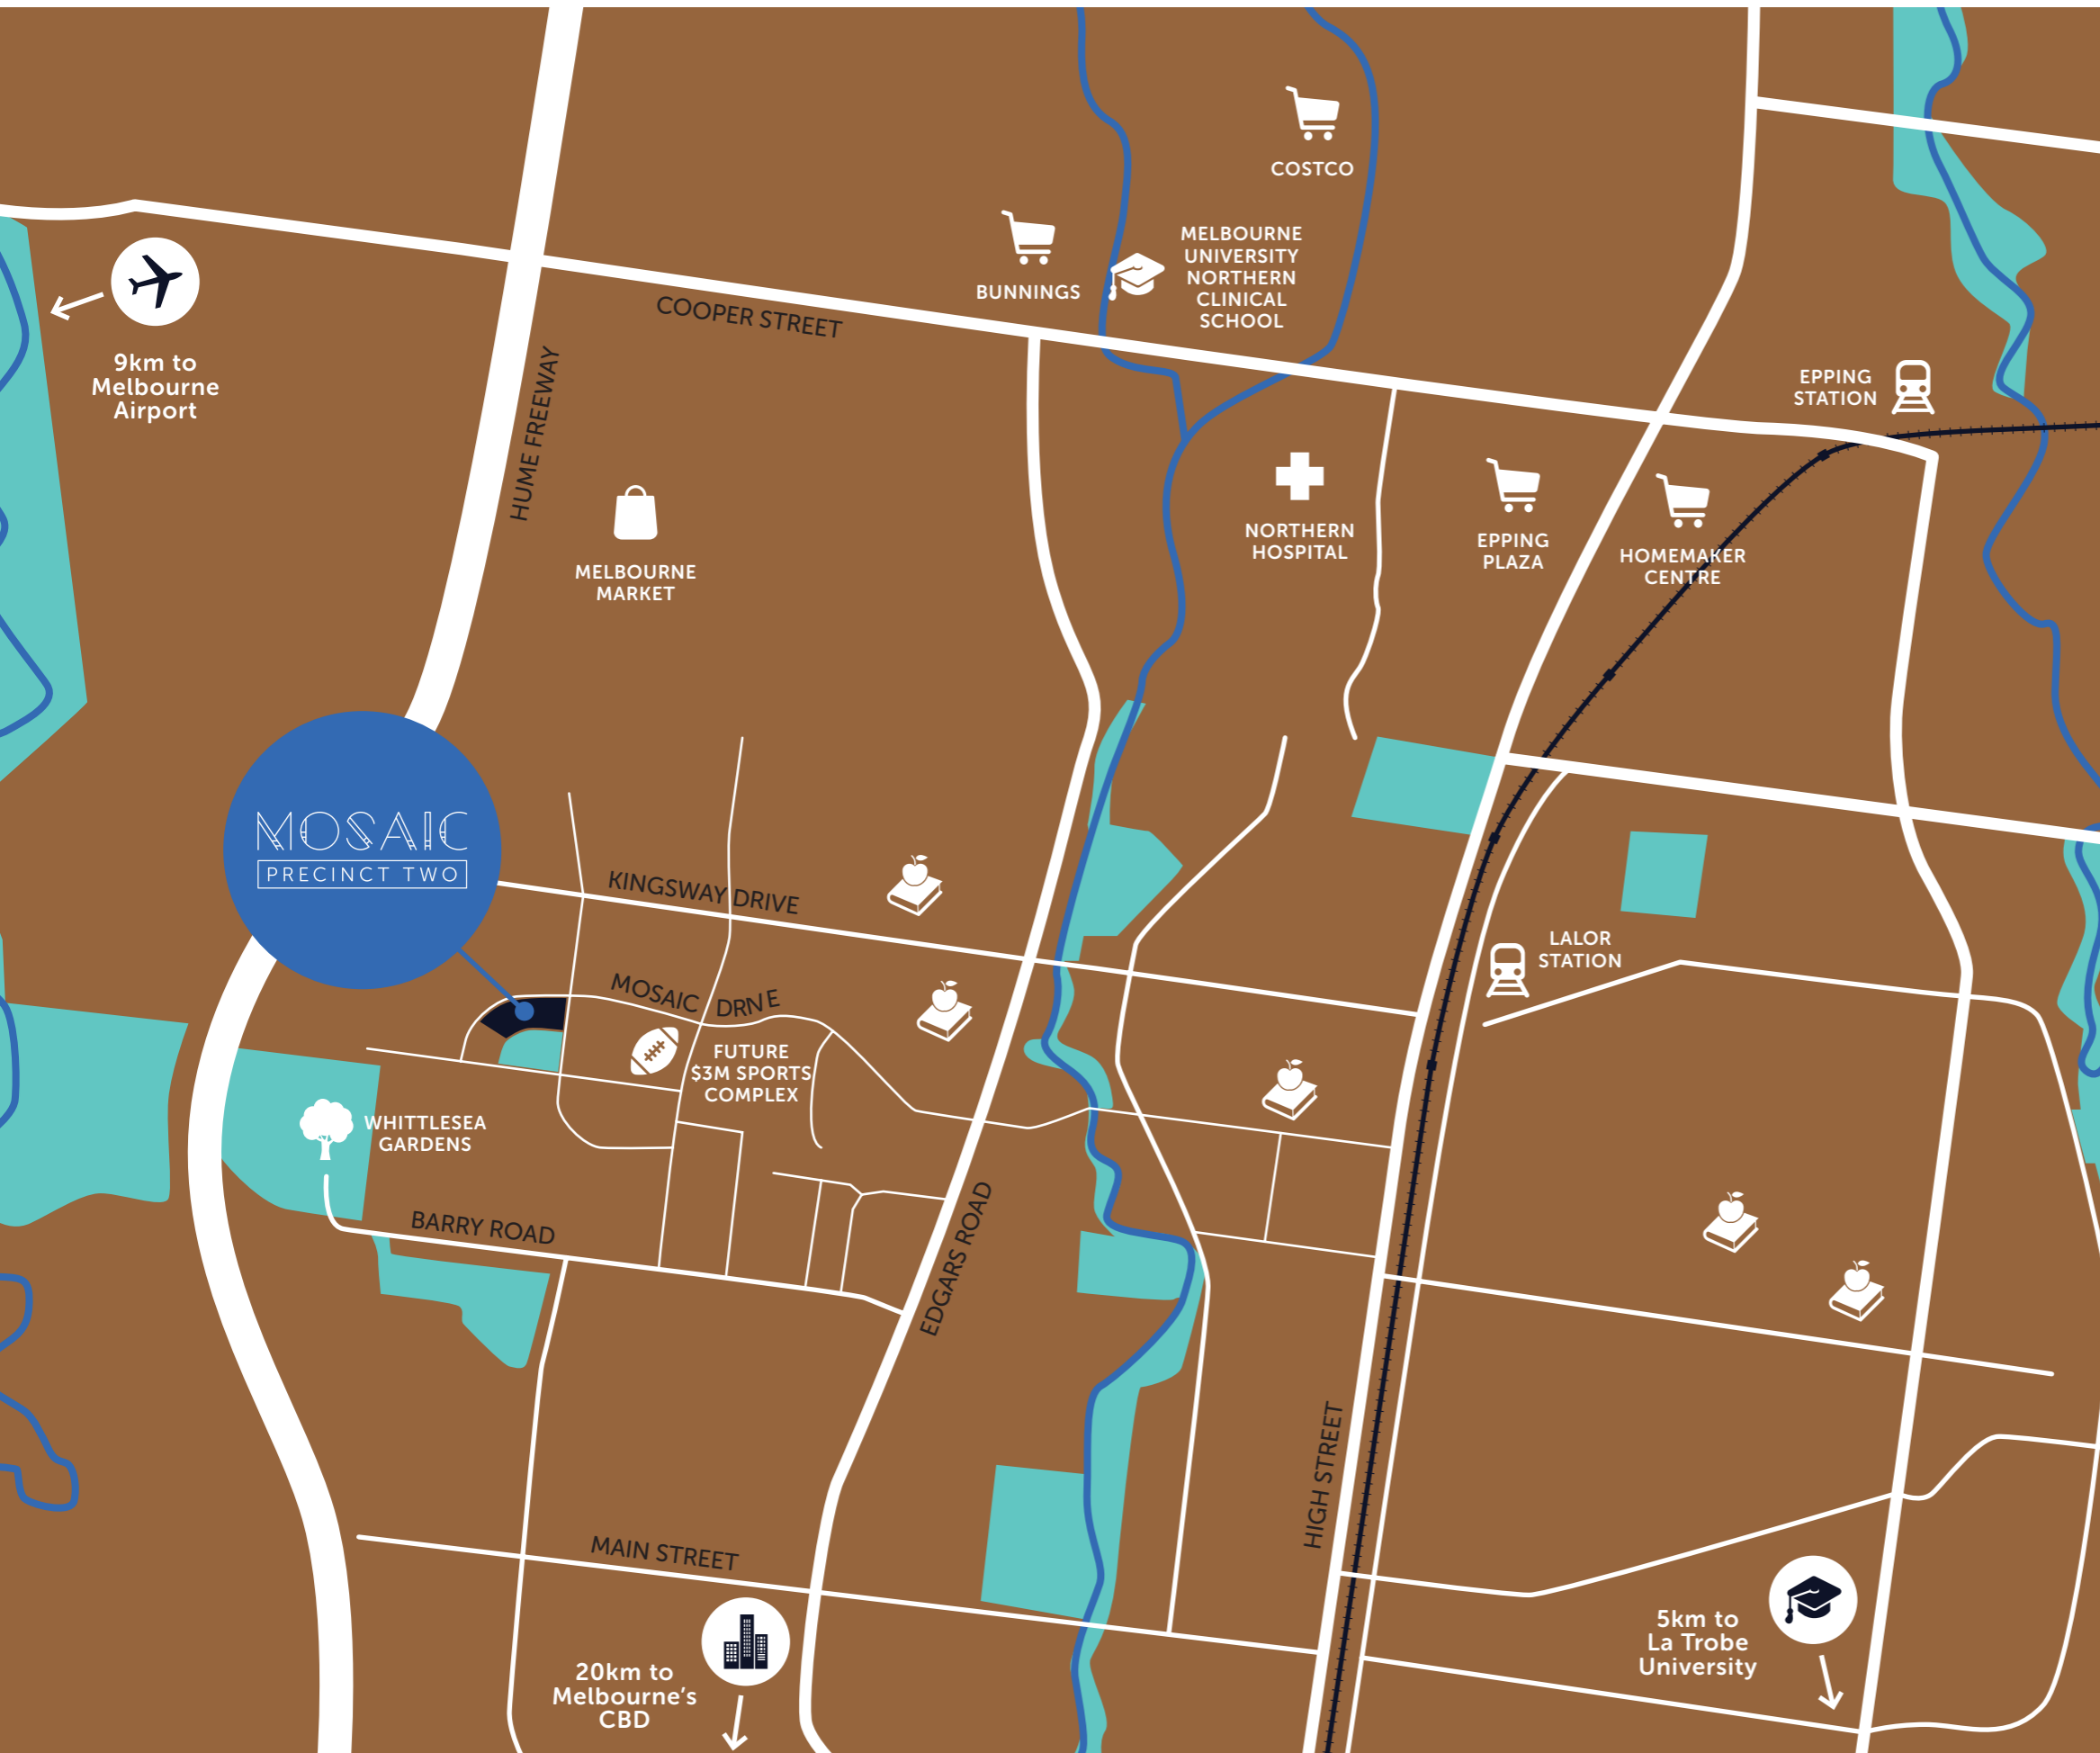 COSTCO
MELBOURNE
UNIVERSITY
NORTHERN
CLINICAL
SCHOOL
BUNNINGS
COOPER STREET
9km to
Melbourne
Airport
HUME FREEWAY
EPPING
STATION
MELBOURNE
MARKET
NORTHERN
HOSPITAL
EPPING
PLAZA
HOMEMAKER
CENTRE
MOSAIC
PRECINCT TWO
KINGSWAY DRIVE
LALOR
STATION
MOSAIC DRNE
FUTURE
$3M SPORTS
COMPLEX
WHITTLESEA
GARDENS
BARRY ROAD
EDGARS ROAD
HIGH STREET
MAIN STREET
20km to
Melbourne's
CBD
5km to
La Trobe
University